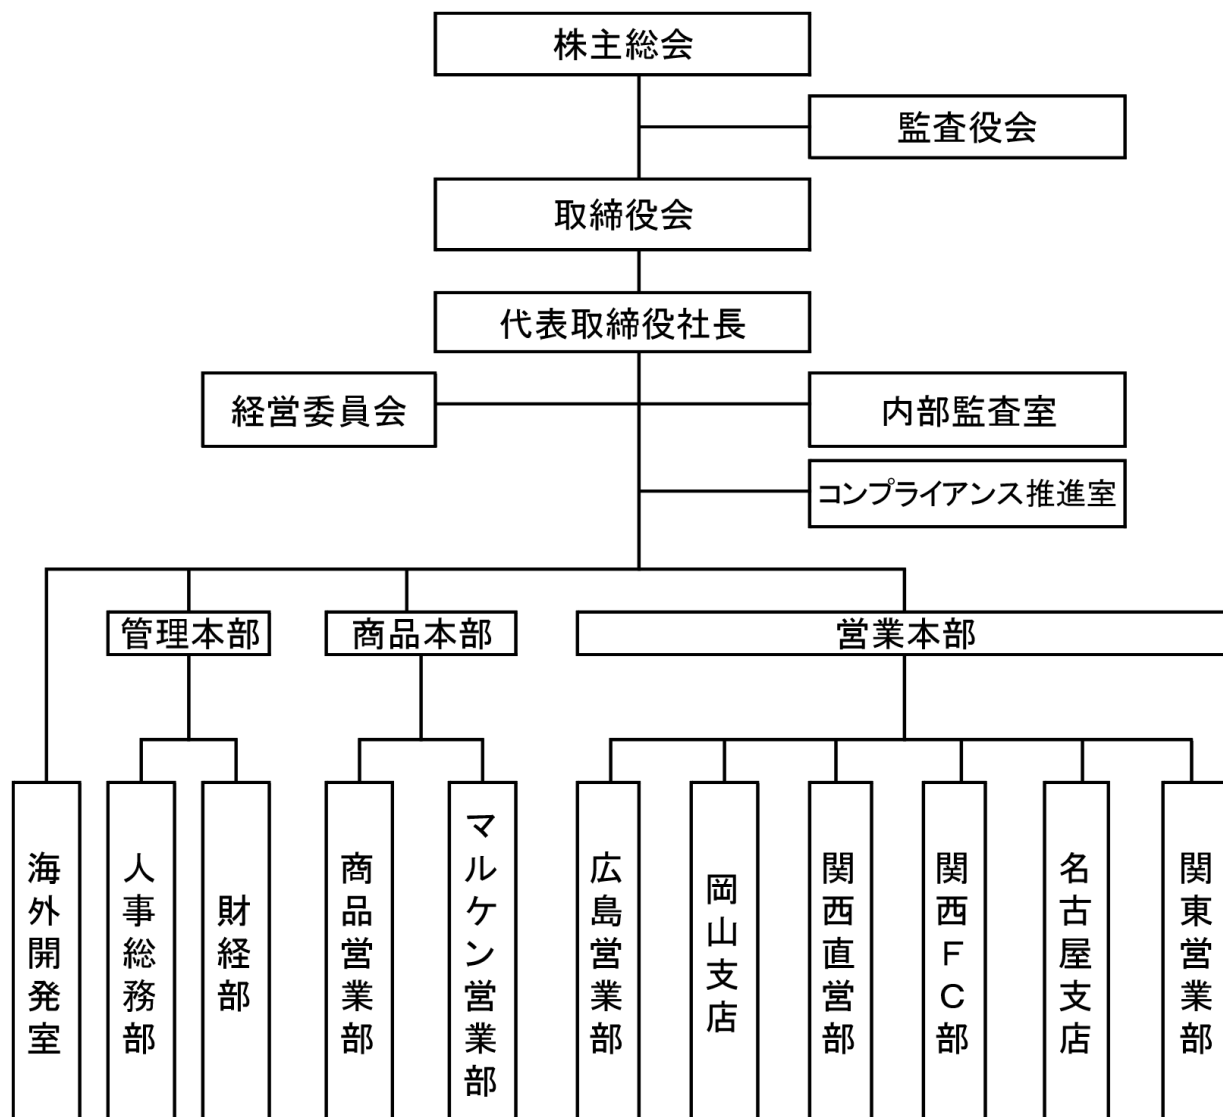 株主総会
監査役会
取締役会
代表取締役社長
経営委員会
内部監査室
コンプライアンス推進室
管理本部
商品本部
営業本部
海外開発室
人事総務部
財経部
商品営業部
マルケン営業部
広島営業部
岡山支店
関西直営部
関西ＦＣ部
名古屋支店
関東営業部